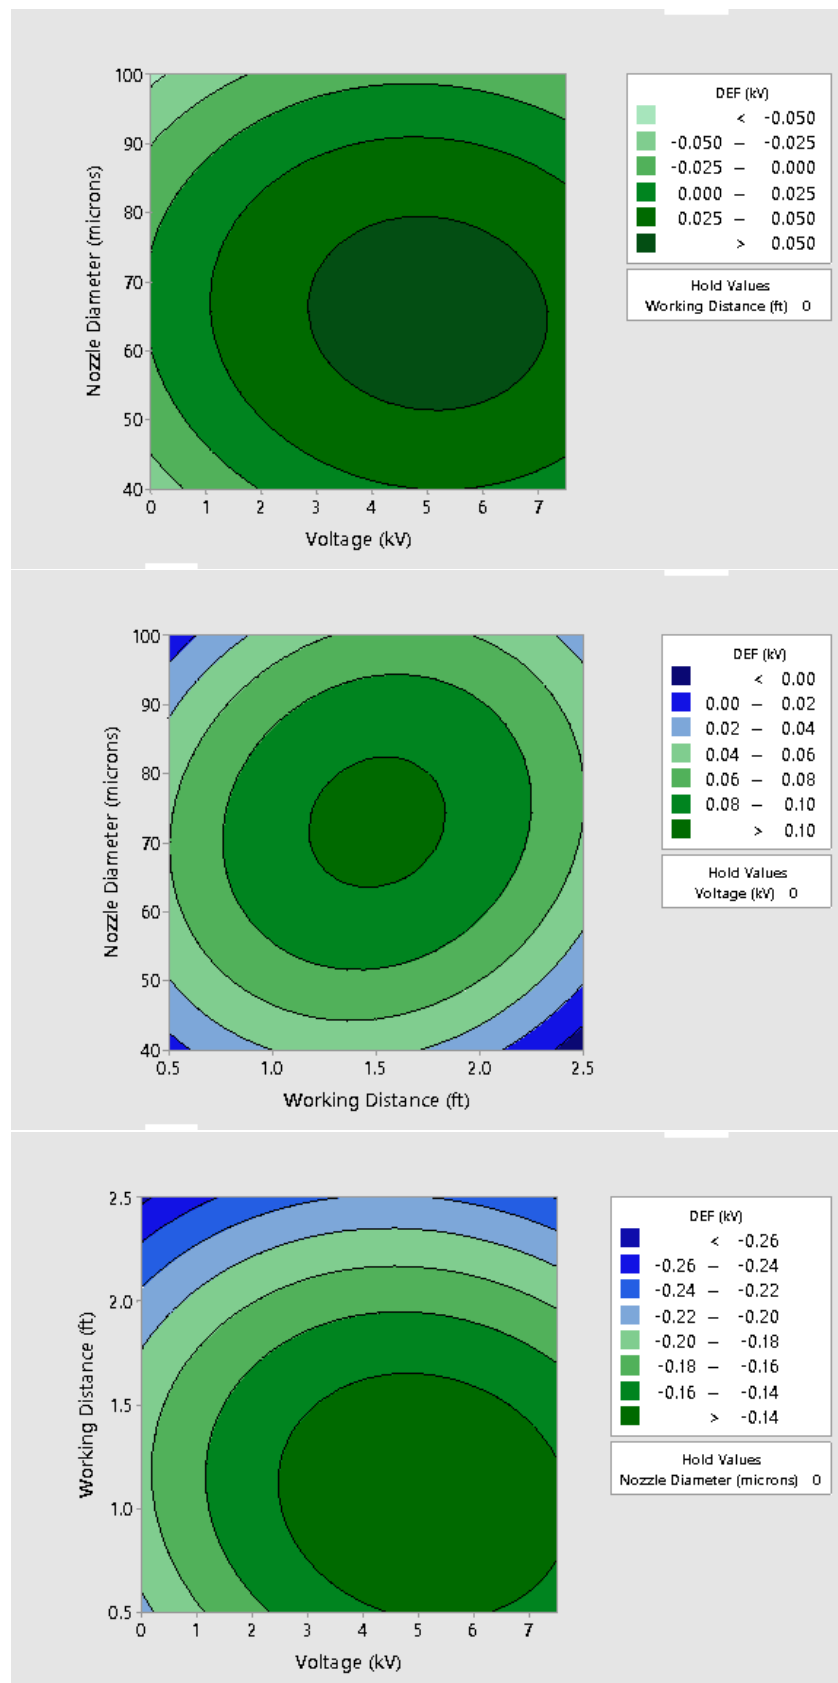 100
90
80
70
60
50
40
0 1 2 3 4 5 6 7
Nozzle Diameter (microns)
Voltage (kV)
DEF (kV)
< -0.050
-0.050 – -0.025
-0.025 – 0.000
0.000 – 0.025
0.025 – 0.050
> 0.050
Hold Values
Working Distance (ft) 0
100
90
80
70
60
50
40
0.5 1.0 1.5 2.0 2.5
Nozzle Diameter (microns)
Working Distance (ft)
DEF (kV)
< 0.00
0.00 – 0.02
0.02 – 0.04
0.04 – 0.06
0.06 – 0.08
0.08 – 0.10
> 0.10
Hold Values
Voltage (kV) 0
2.5
2.0
1.5
1.0
0.5
0 1 2 3 4 5 6 7
Working Distance (ft)
Voltage (kV)
DEF (kV)
< -0.26
-0.26 – -0.24
-0.24 – -0.22
-0.22 – -0.20
-0.20 – -0.18
-0.18 – -0.16
-0.16 – -0.14
> -0.14
Hold Values
Nozzle Diameter (microns) 0